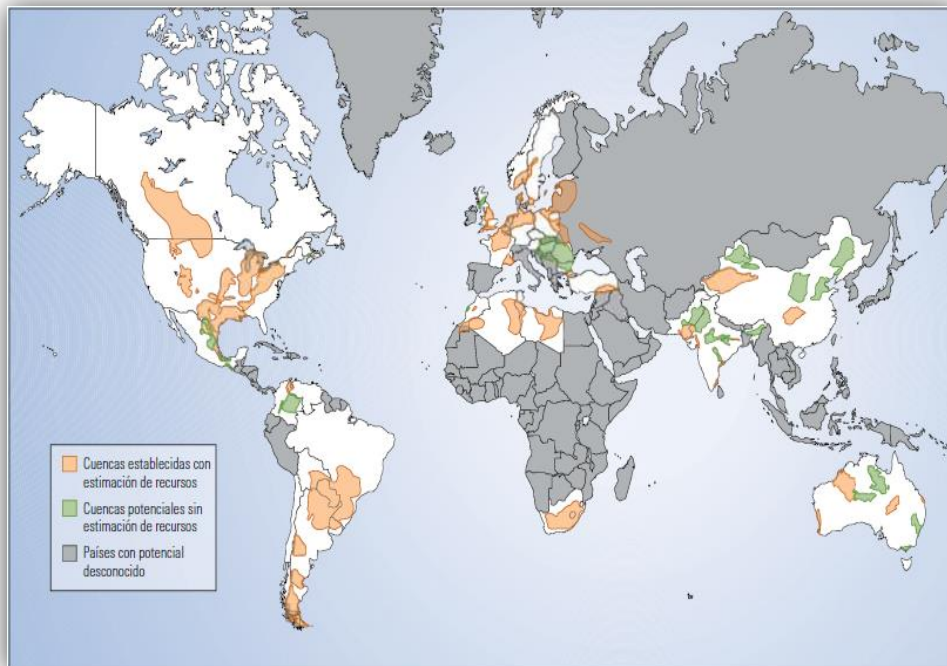 Cuencas establecidas con
estimación de recursos
Cuencas potenciales sin
estimación de recursos
Países con potencial
desconocido